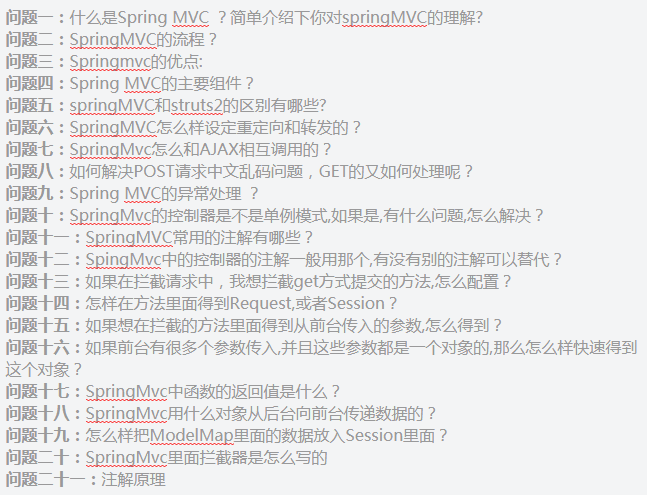 问题一：什么是Spring MVC ？简单介绍下你对springMVC的理解?
问题二：SpringMVC的流程？
问题三：Springmvc的优点:
问题四：Spring MVC的主要组件？
问题五：springMVC和struts2的区别有哪些?
问题六：SpringMVC怎么样设定重定向和转发的？
问题七：SpringMvc怎么和AJAX相互调用的？
问题八：如何解决POST请求中文乱码问题，GET的又如何处理呢？
问题九：Spring MVC的异常处理 ？
问题十：SpringMvc的控制器是不是单例模式,如果是,有什么问题,怎么解决？
问题十一：SpringMVC常用的注解有哪些？
问题十二：SpingMvc中的控制器的注解一般用那个,有没有别的注解可以替代？
问题十三：如果在拦截请求中，我想拦截get方式提交的方法,怎么配置？
问题十四：怎样在方法里面得到Request,或者Session？
问题十五：如果想在拦截的方法里面得到从前台传入的参数,怎么得到？
问题十六：如果前台有很多个参数传入,并且这些参数都是一个对象的,那么怎么样快速得到
这个对象？
问题十七：SpringMvc中函数的返回值是什么？
问题十八：SpringMvc用什么对象从后台向前台传递数据的？
问题十九：怎么样把ModelMap里面的数据放入Session里面？
问题二十：SpringMvc里面拦截器是怎么写的
问题二十一：注解原理